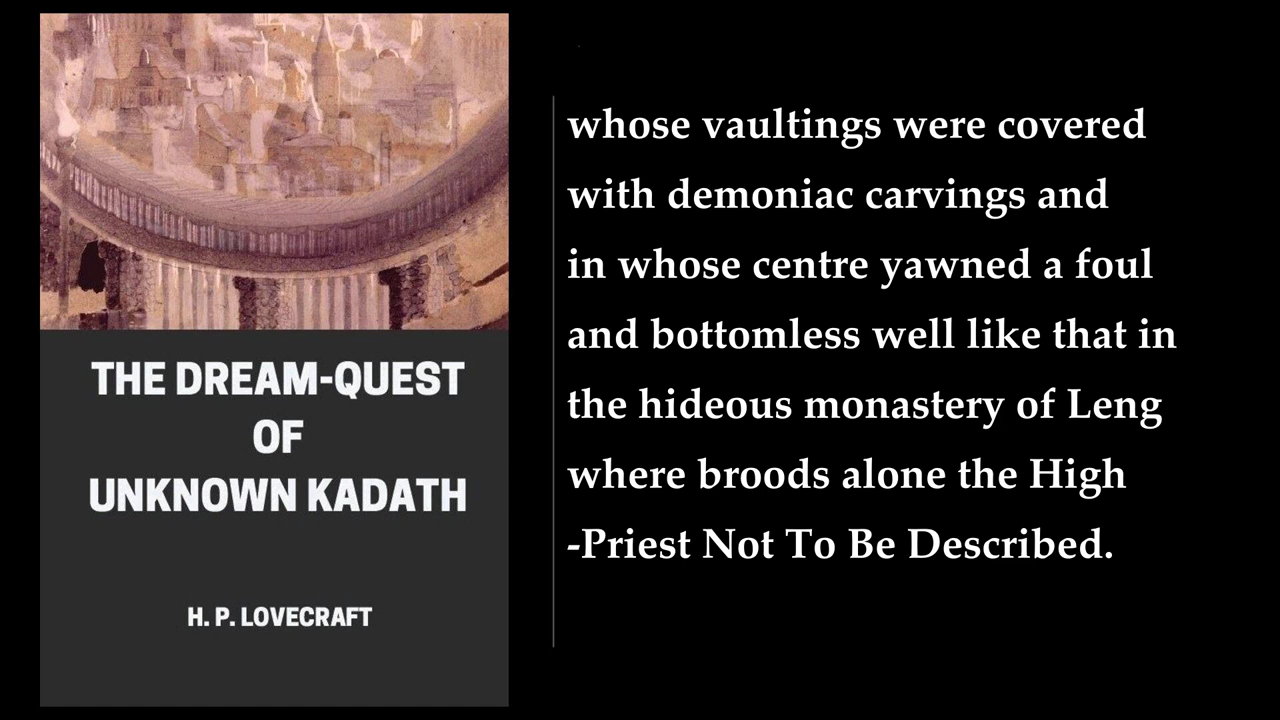 THE DREAM-QUEST
OF
UNKNOWN KADATH
H. P. LOVECRAFT
whose vaultings were covered
with demoniac carvings and
in whose centre yawned a foul
and bottomless well like that in
the hideous monastery of Leng
where broods alone the High
-Priest Not To Be Described.